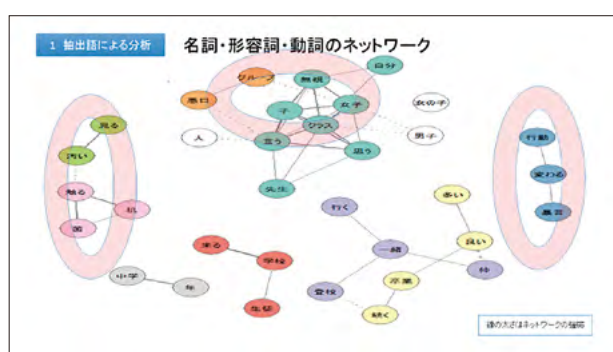 1 抽出語による分析
名詞・形容詞・動詞のネットワーク
自分
グループ
無視
悪口
子
女子
女の子
見る
クラス
人
言う
男子
行動
汚い
思う
変わる
触る
先生
多い
机
行く
暴言
菌
来る
一緒
良い
学校
仲
中学
年
登校
卒業
生徒
続く
線の太さはネットワークの強弱